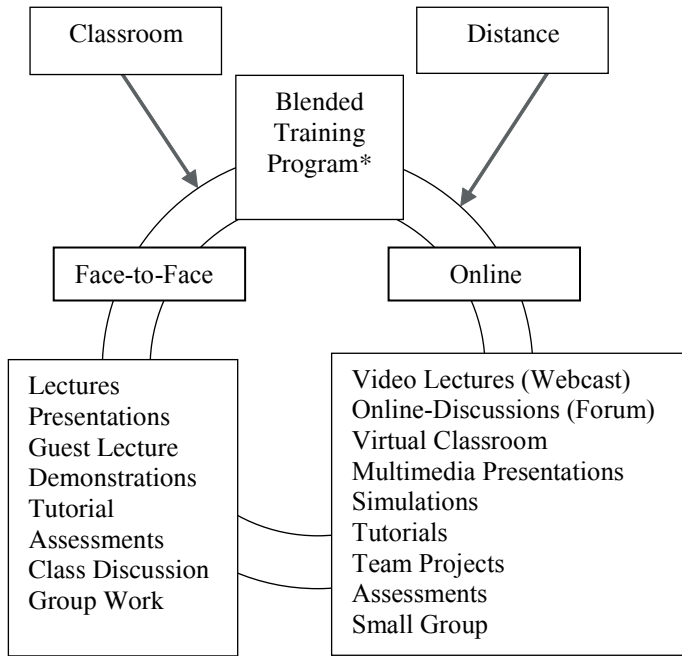 Classroom
Distance
Blended
Training
Program*
Face-to-Face
Online
Lectures
Presentations
Guest Lecture
Demonstrations
Tutorial
Assessments
Class Discussion
Group Work
Video Lectures (Webcast)
Online-Discussions (Forum)
Virtual Classroom
Multimedia Presentations
Simulations
Tutorials
Team Projects
Assessments
Small Group